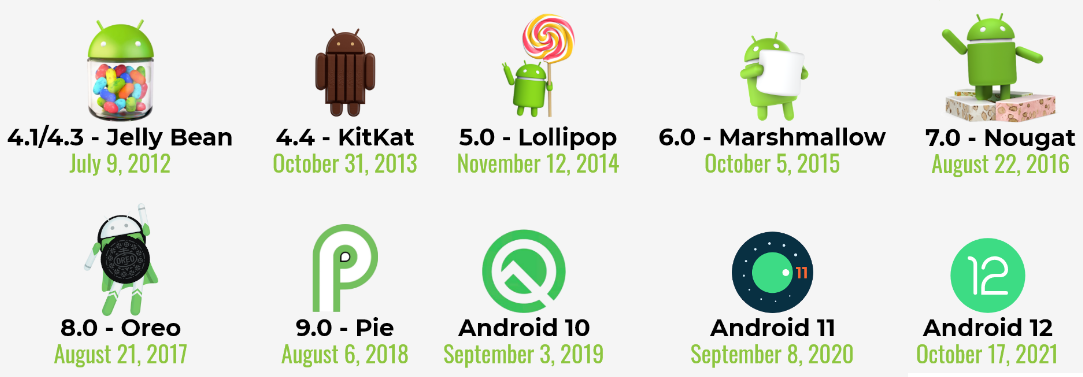 4.1/4.3 - Jelly Bean
July 9, 2012
4.4 - KitKat
October 31, 2013
5.0 - Lollipop
November 12, 2014
6.0 - Marshmallow
October 5, 2015
7.0 - Nougat
August 22, 2016
OREO
8.0 - Oreo
August 21, 2017
9.0 - Pie
August 6, 2018
Android 10
September 3, 2019
11
Android 11
September 8, 2020
12
Android 12
October 17, 2021